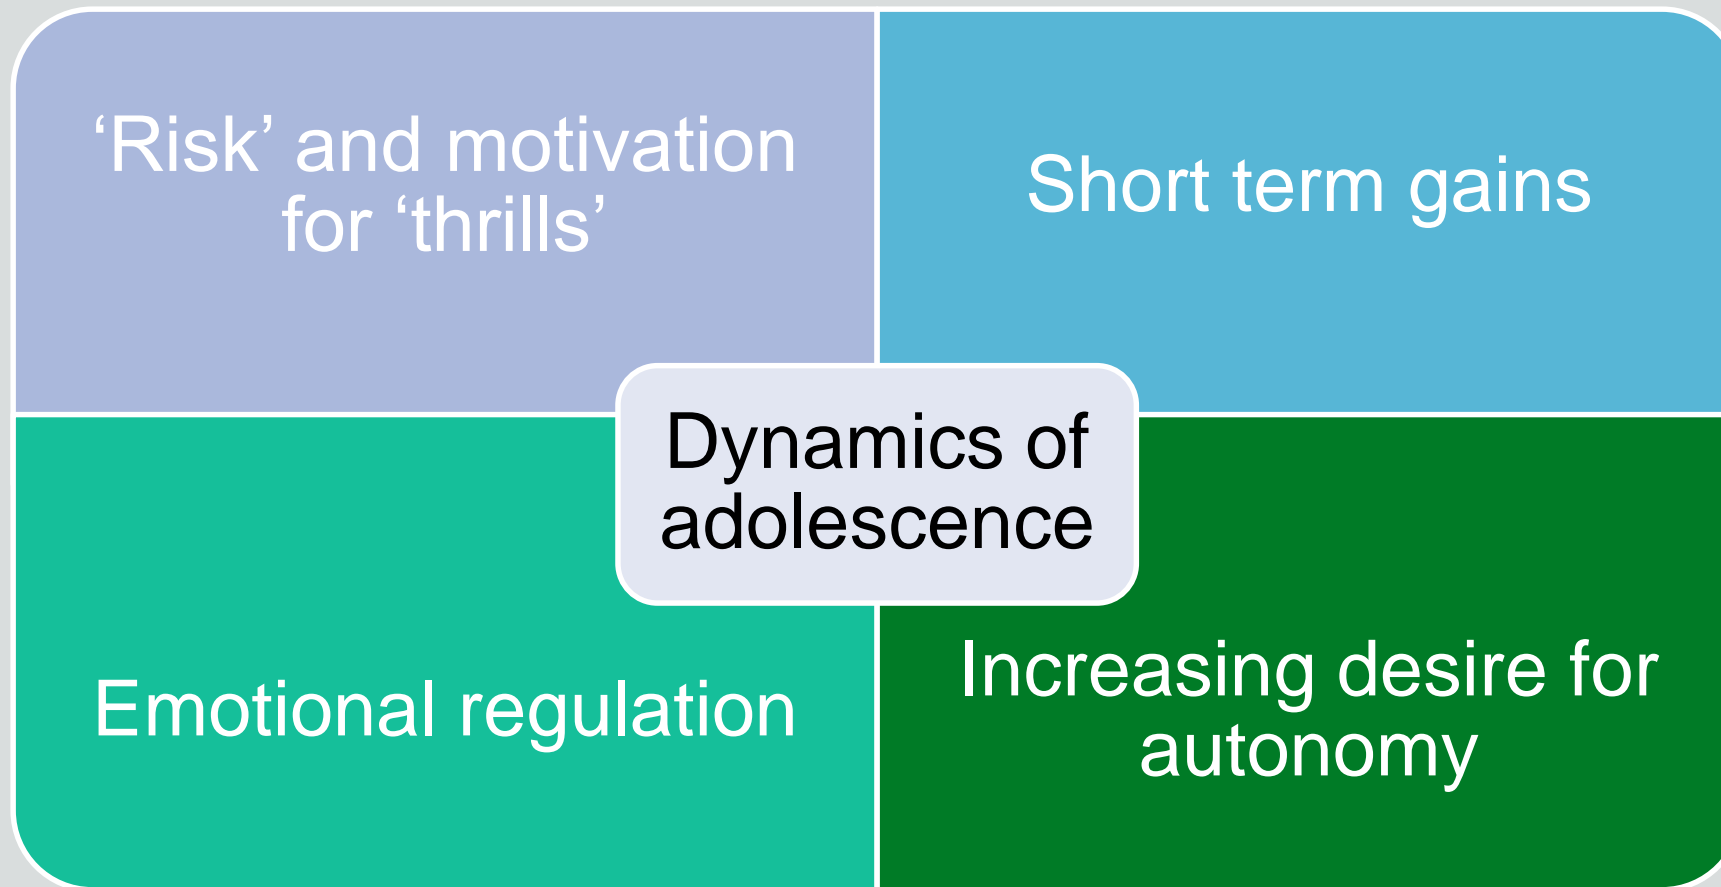 ‘Risk’ and motivation
for ‘thrills’
Short term gains
Dynamics of
adolescence
Emotional regulation
Increasing desire for
autonomy